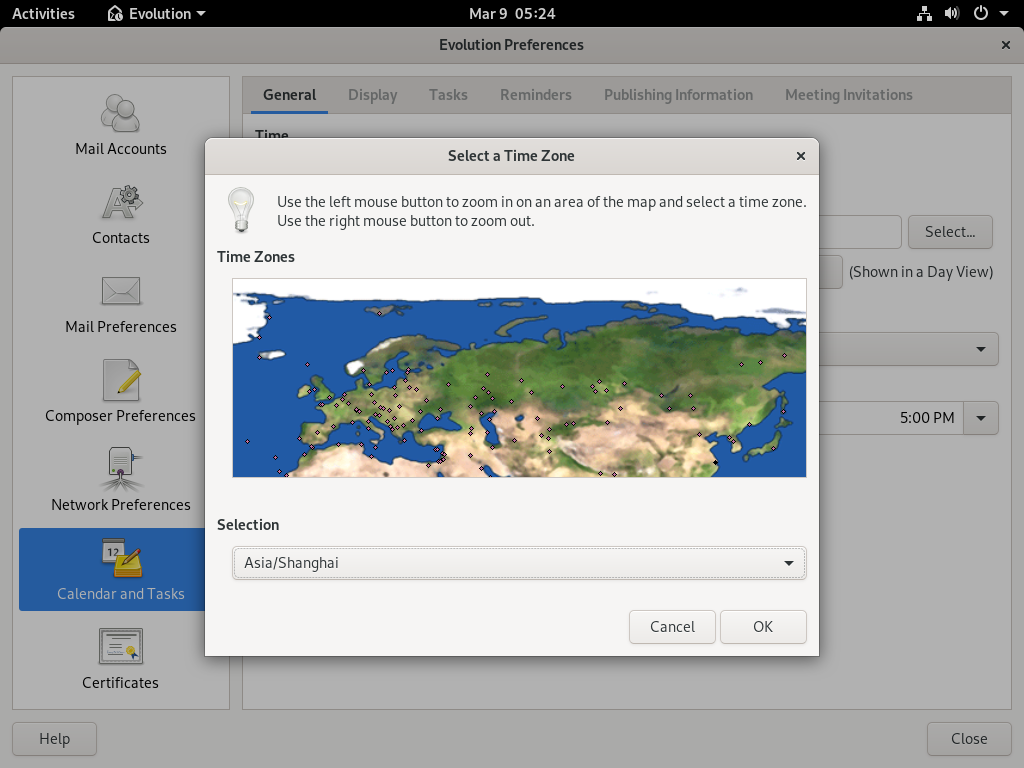 Activities
Evolution
Mar 9 05:24
Evolution Preferences
Mail Accounts
Contacts
Mail Preferences
Composer Preferences
Network Preferences
12
Calendar and Tasks
Certificates
General
Display
Tasks
Reminders
Publishing Information
Meeting Invitations
Time
Select...
(Shown in a Day View)
5:00 PM
Select a Time Zone
Use the left mouse button to zoom in on an area of the map and select a time zone.
Use the right mouse button to zoom out.
Time Zones
Selection
Asia/Shanghai
Cancel
OK
Help
Close